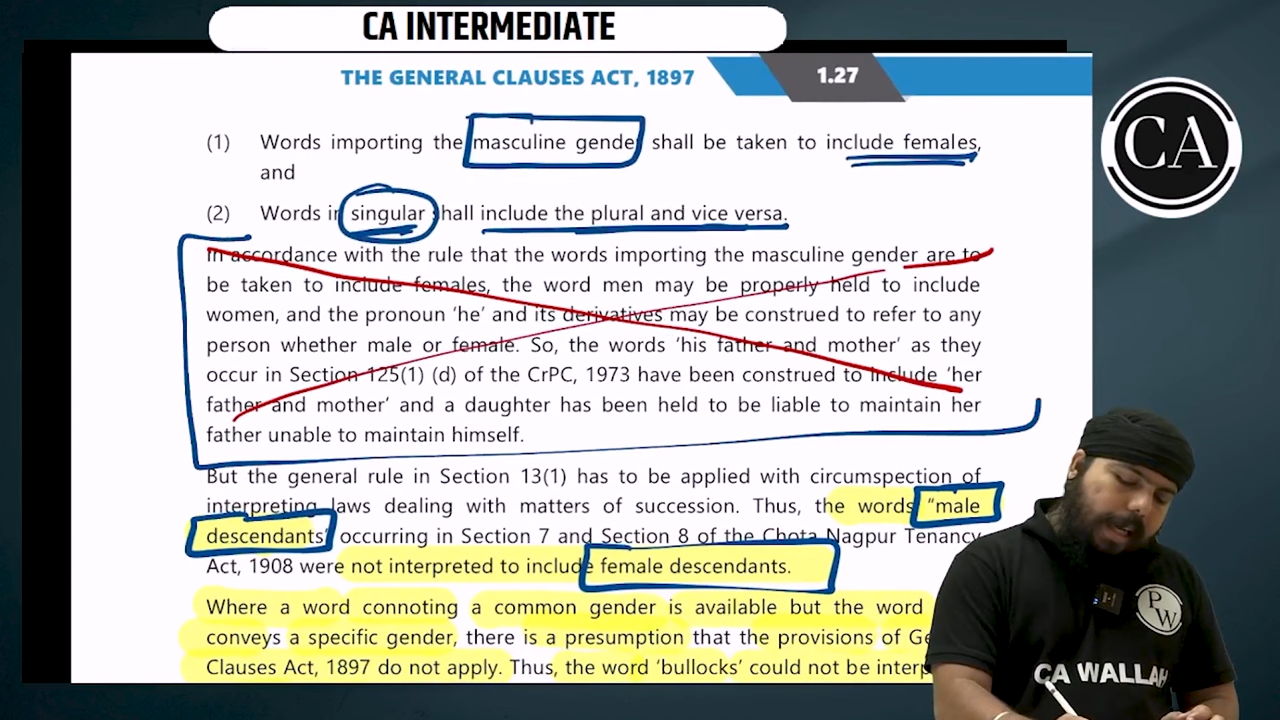 CA INTERMEDIATE
THE GENERAL CLAUSES ACT, 1897 1.27
(1) Words importing the masculine gender shall be taken to include females,
and
(2) Words in singular shall include the plural and vice versa.
In accordance with the rule that the words importing the masculine gender are to
be taken to include females, the word men may be properly held to include
women, and the pronoun ‘he’ and its derivatives may be construed to refer to any
person whether male or female. So, the words ‘his father and mother’ as they
occur in Section 125(1) (d) of the CrPC, 1973 have been construed to include ‘her
father and mother’ and a daughter has been held to be liable to maintain her
father unable to maintain himself.
But the general rule in Section 13(1) has to be applied with circumspection of
interpreting laws dealing with matters of succession. Thus, the words “male
descendants” occurring in Section 7 and Section 8 of the Chota Nagpur Tenancy
Act, 1908 were not interpreted to include female descendants.
Where a word connoting a common gender is available but the word
conveys a specific gender, there is a presumption that the provisions of Ge
Clauses Act, 1897 do not apply. Thus, the word ‘bullocks’ could not be interp
CA
PW
CA WALLAH